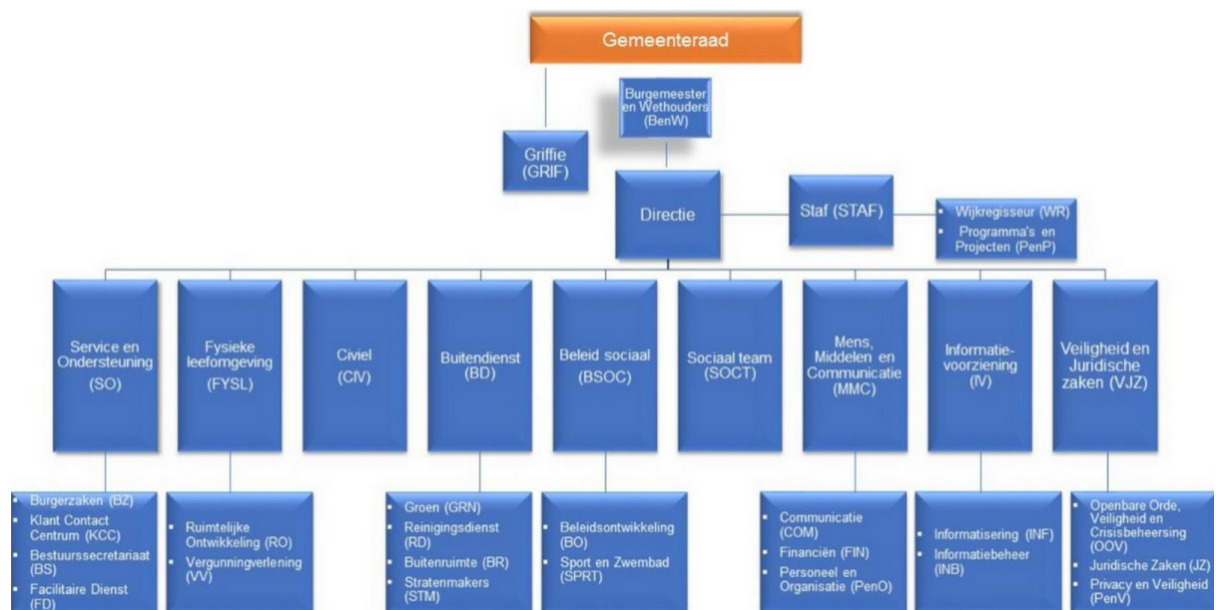 Gemeenteraad
Burgemeester
en Wethouders
(BenW)
Griffie
(GRIF)
Directie
Staf (STAF)
▪ Wijkregisseur (WR)
▪ Programma's en
Projecten (PenP)
Service en
Ondersteuning
(SO)
Fysieke
leefomgeving
(FYSL)
Civiel
(CIV)
Buitendienst
(BD)
Beleid sociaal
(BSOC)
Sociaal team
(SOCT)
Mens,
Middelen en
Communicatie
(MMC)
Informatie-
voorziening
(IV)
Veiligheid en
Juridische
zaken (VJZ)
▪ Burgerzaken (BZ)
▪ Klant Contact
Centrum (KCC)
▪ Bestuurssecretariaat
(BS)
▪ Facilitaire Dienst
(FD)
▪ Ruimtelijke
Ontwikkeling (RO)
▪ Vergunningverlening
(VV)
▪ Groen (GRN)
▪ Reinigingsdienst
(RD)
▪ Buitenruimte (BR)
▪ Stratenmakers
(STM)
▪ Beleidsontwikkeling
(BO)
▪ Sport en Zwembad
(SPRT)
▪ Communicatie
(COM)
▪ Financiën (FIN)
▪ Personeel en
Organisatie (PenO)
▪ Informatisering (INF)
▪ Informatiebeheer
(INB)
▪ Openbare Orde,
Veiligheid en
Crisisbeheersing
(OOV)
▪ Juridische Zaken (JZ)
▪ Privacy en Veiligheid
(PenV)